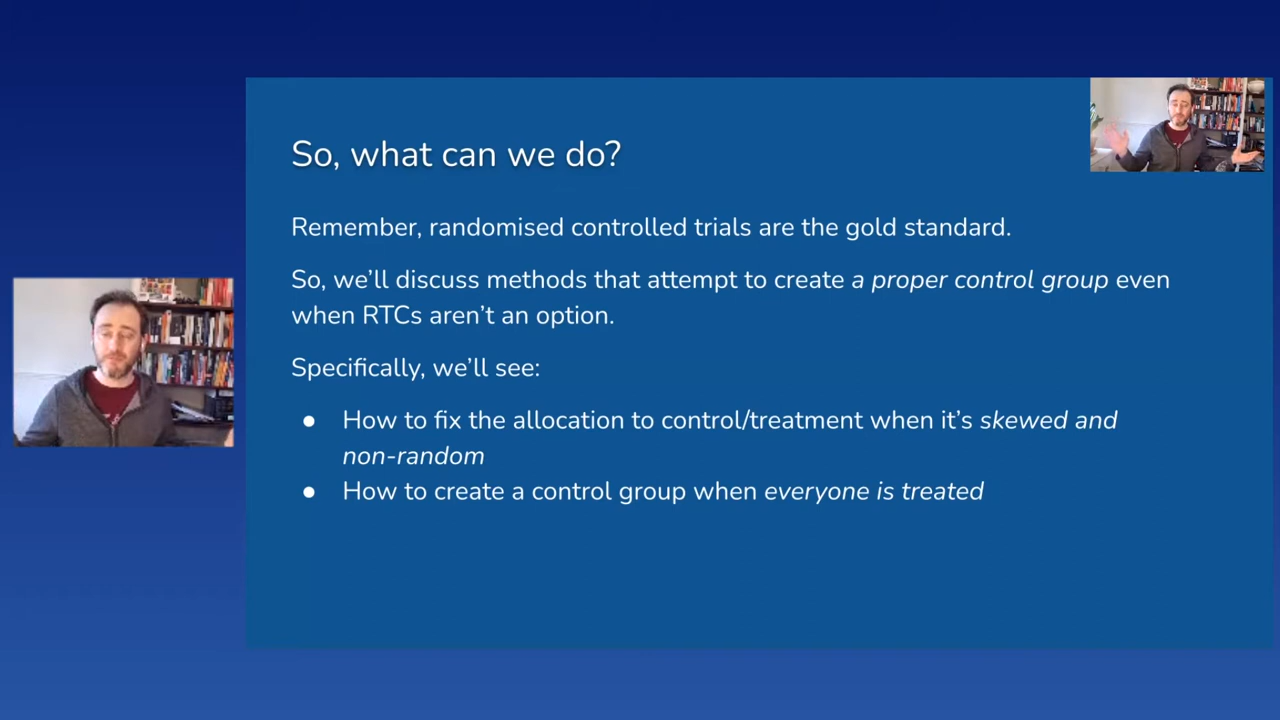 So, what can we do?
Remember, randomised controlled trials are the gold standard.
So, we'll discuss methods that attempt to create a proper control group even
when RTCs aren't an option.
Specifically, we'll see:
● How to fix the allocation to control/treatment when it's skewed and
non-random
● How to create a control group when everyone is treated